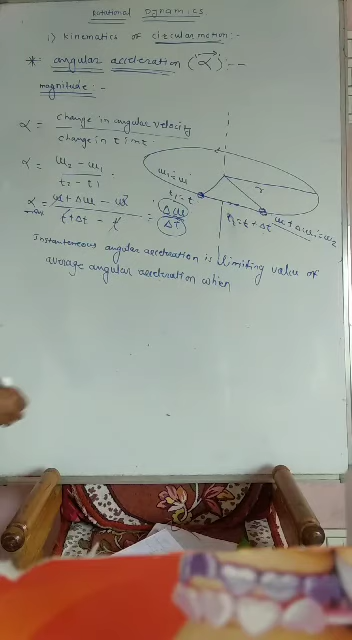 Rotational Dynamics
1) Kinematics of circular motion:-
* angular acceleration (α→):--
magnitude:-
α = change in angular velocity / change in time
α = ω2 - ω1 / t2 - t1
α = ω + Δω - ω / t + Δt - t = Δω / Δt
ω1 = ω
t1 = t
r
t + Δt
ω + Δω = ω2
Instantaneous angular acceleration is limiting value of
average angular acceleration when